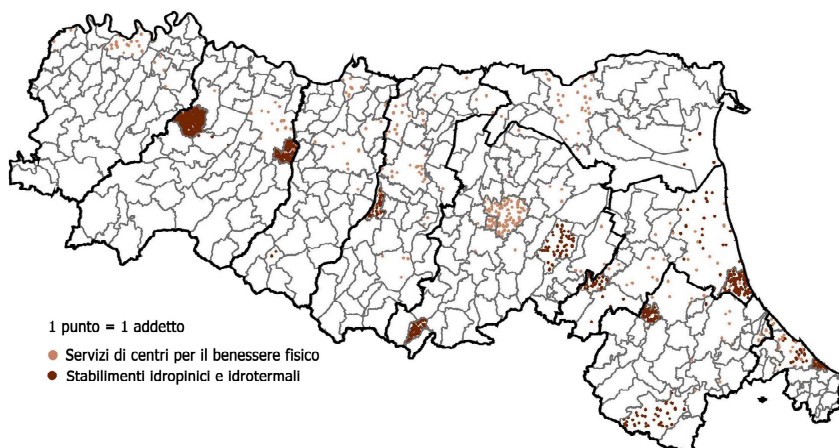 1 punto = 1 addetto
Servizi di centri per il benessere fisico
Stabilimenti idropinici e idrotermali